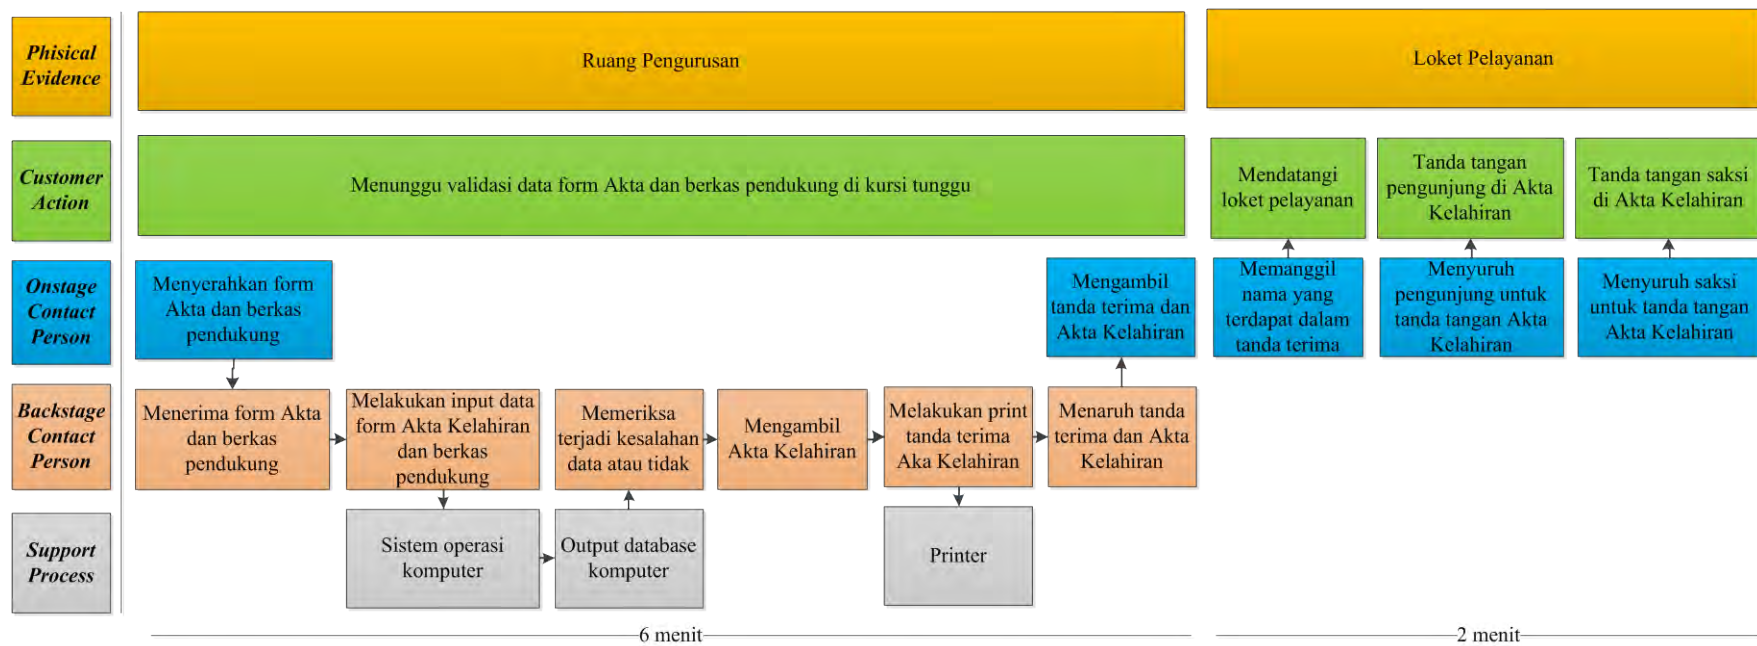 Phisical
Evidence
Ruang Pengurusan
Loket Pelayanan
Customer
Action
Menunggu validasi data form Akta dan berkas pendukung di kursi tunggu
Mendatangi
loket pelayanan
Tanda tangan
pengunjung di Akta
Kelahiran
Tanda tangan saksi
di Akta Kelahiran
Onstage
Contact
Person
Menyerahkan form
Akta dan berkas
pendukung
Mengambil
tanda terima dan
Akta Kelahiran
Memanggil
nama yang
terdapat dalam
tanda terima
Menyuruh
pengunjung untuk
tanda tangan Akta
Kelahiran
Menyuruh saksi
untuk tanda tangan
Akta Kelahiran
Backstage
Contact
Person
Menerima form Akta
dan berkas
pendukung
Melakukan input data
form Akta Kelahiran
dan berkas
pendukung
Memeriksa
terjadi kesalahan
data atau tidak
Mengambil
Akta Kelahiran
Melakukan print
tanda terima
Aka Kelahiran
Menaruh tanda
terima dan Akta
Kelahiran
Support
Process
Sistem operasi
komputer
Output database
komputer
Printer
6 menit
2 menit